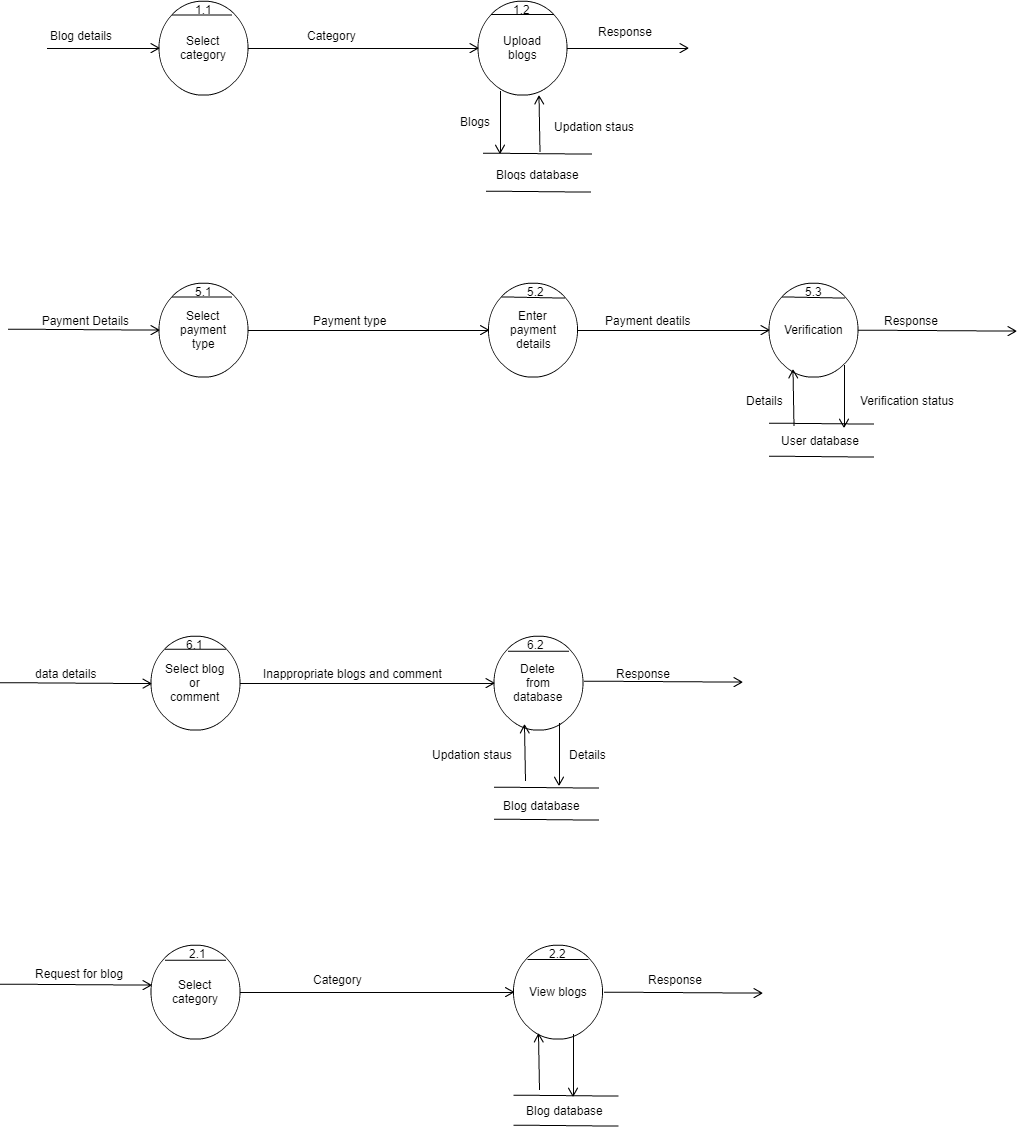 1.1
1.2
Blog details
Select
category
Category
Upload
blogs
Response
Blogs
Updation staus
Blogs database
5.1
5.2
5.3
Payment Details
Select
payment
type
Payment type
Enter
payment
details
Payment deatils
Verification
Response
Details
Verification status
User database
6.1
6.2
data details
Select blog
or
comment
Inappropriate blogs and comment
Delete
from
database
Response
Updation staus
Details
Blog database
2.1
2.2
Request for blog
Select
category
Category
View blogs
Response
Blog database